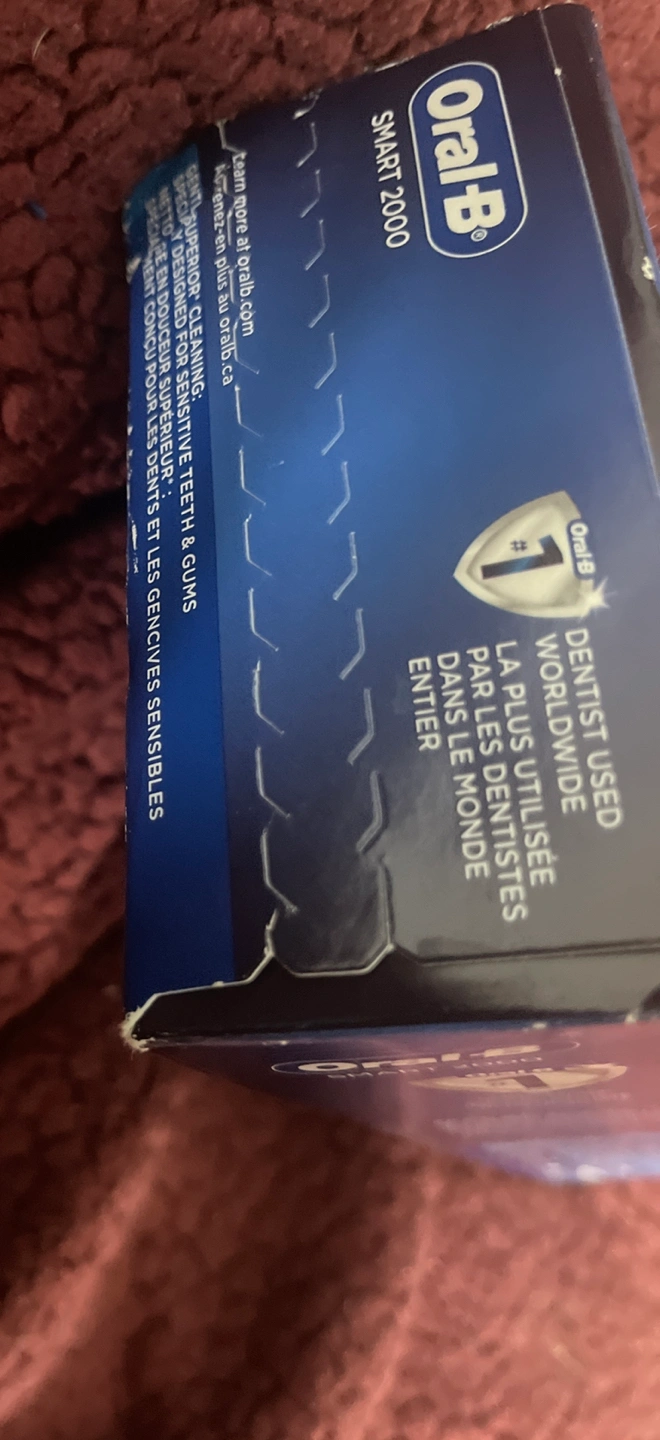 Oral-B®
SMART 2000
Oral-B
#1
DENTIST USED
WORLDWIDE
LA PLUS UTILISÉE
PAR LES DENTISTES
DANS LE MONDE
ENTIER
Learn more at oralb.com
Apprenez-en plus au oralb.ca
SUPERIOR* CLEANING:
DESIGNED FOR SENSITIVE TEETH & GUMS
EN DOUCEUR SUPÉRIEUR* :
CONÇU POUR LES DENTS ET LES GENCIVES SENSIBLES